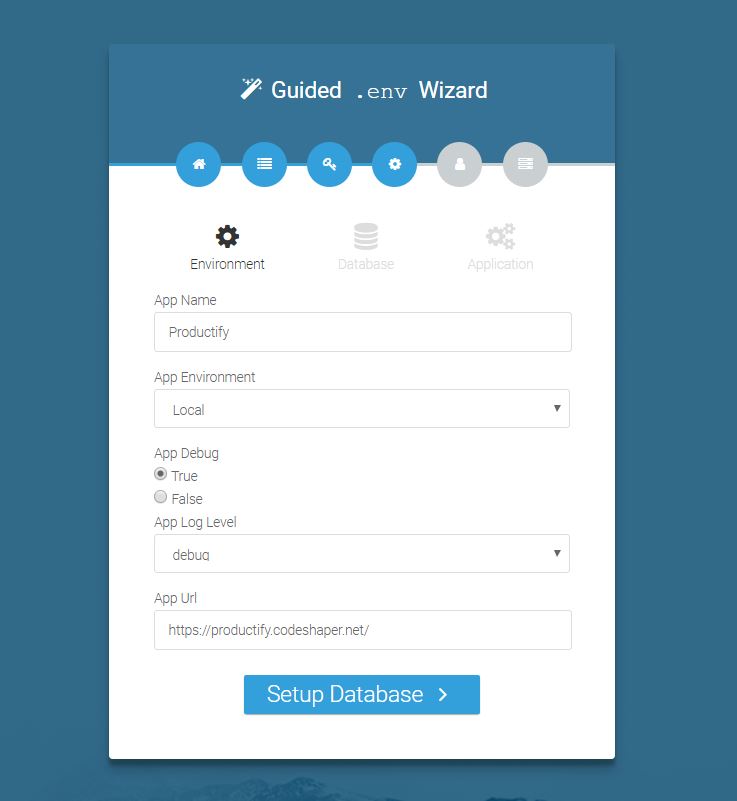 Guided .env Wizard
Environment Database Application
App Name
Productify
App Environment
Local
App Debug
True
False
App Log Level
debug
App Url
https://productify.codeshaper.net/
Setup Database